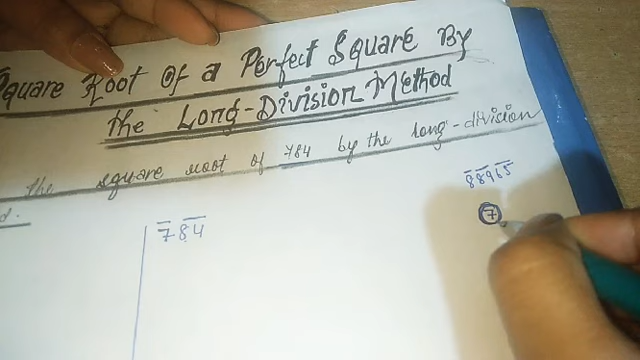 Square Root Of a Perfect Square By
the Long-Division Method
the square root of 784 by the long-division
d.
784
88965
7